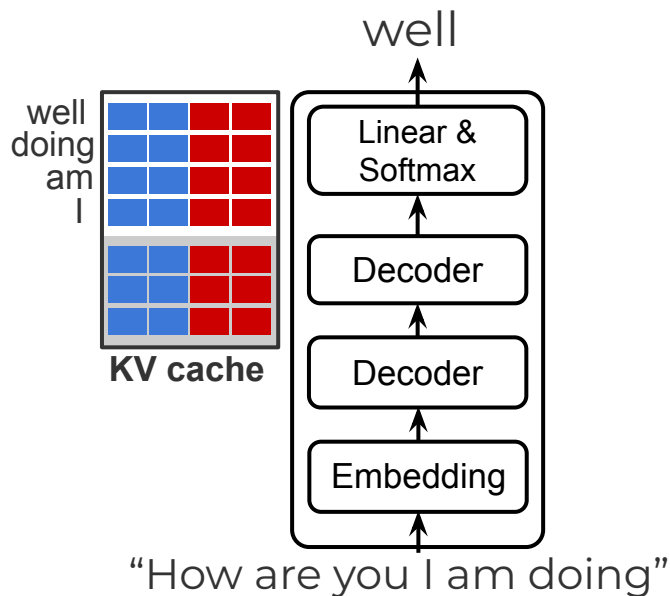 well
well
doing
am
I
KV cache
Linear &
Softmax
Decoder
Decoder
Embedding
“How are you I am doing”